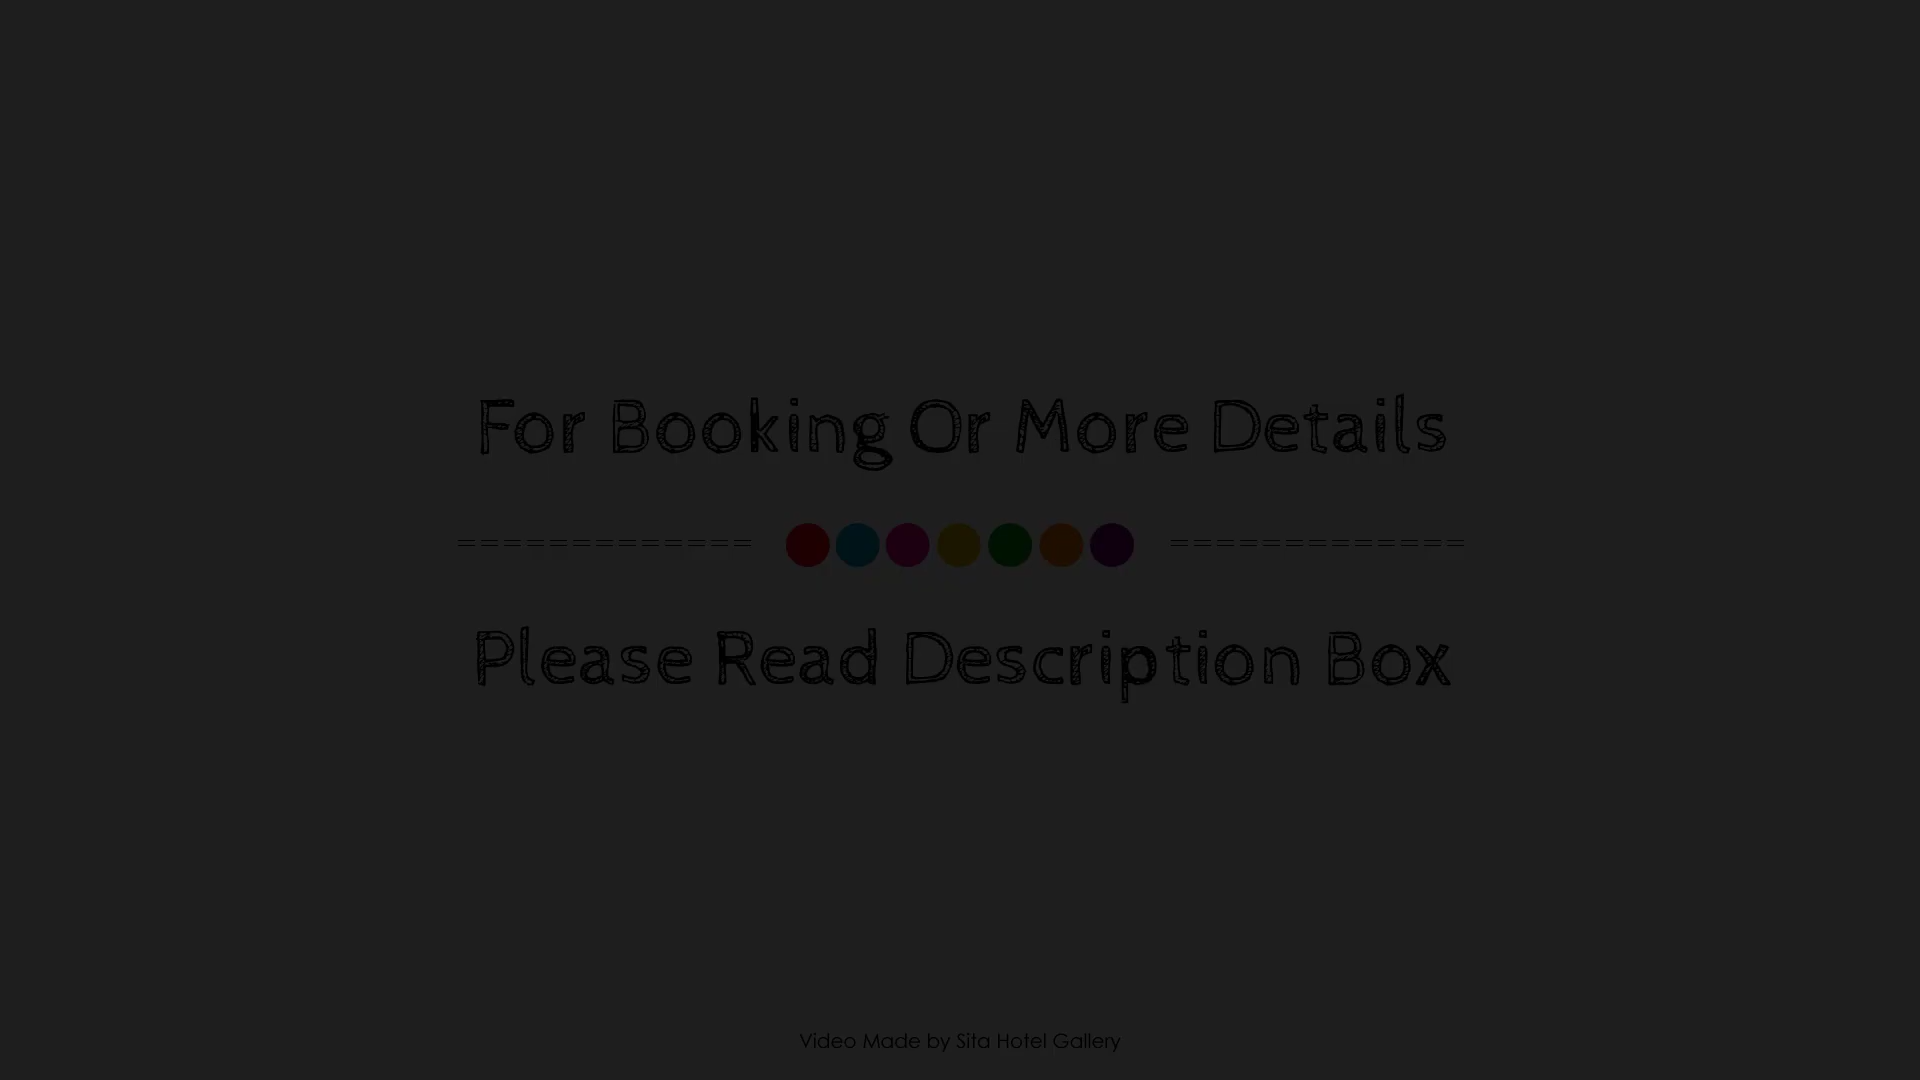 For Booking Or More Details
============= =============
Please Read Description Box
Video Made by Sita Hotel Gallery